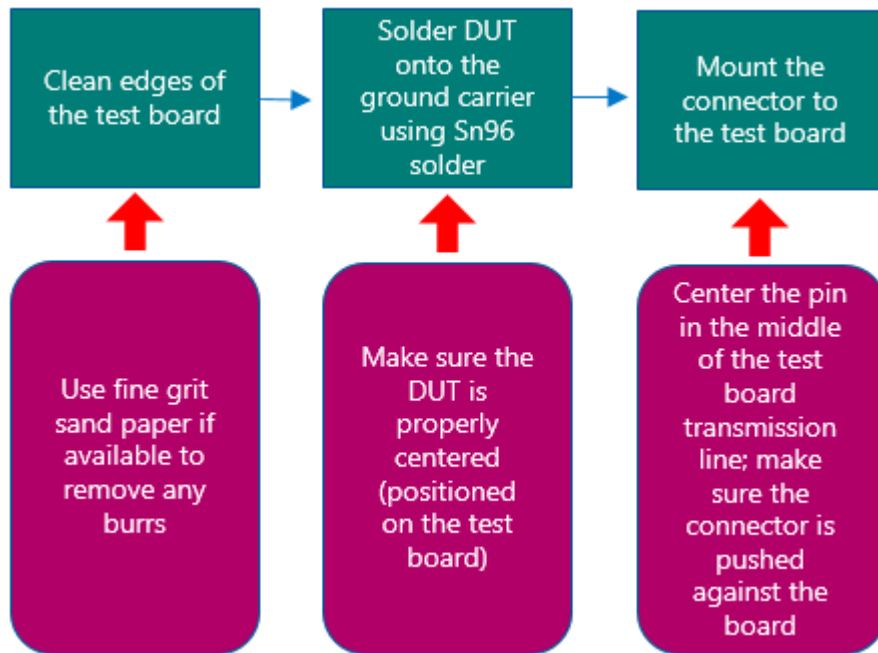 Clean edges of
the test board
Solder DUT
onto the
ground carrier
using Sn96
solder
Mount the
connector to
the test board
Use fine grit
sand paper if
available to
remove any
burrs
Make sure the
DUT is
properly
centered
(positioned
on the test
board)
Center the pin
in the middle
of the test
board
transmission
line; make
sure the
connector is
pushed
against the
board